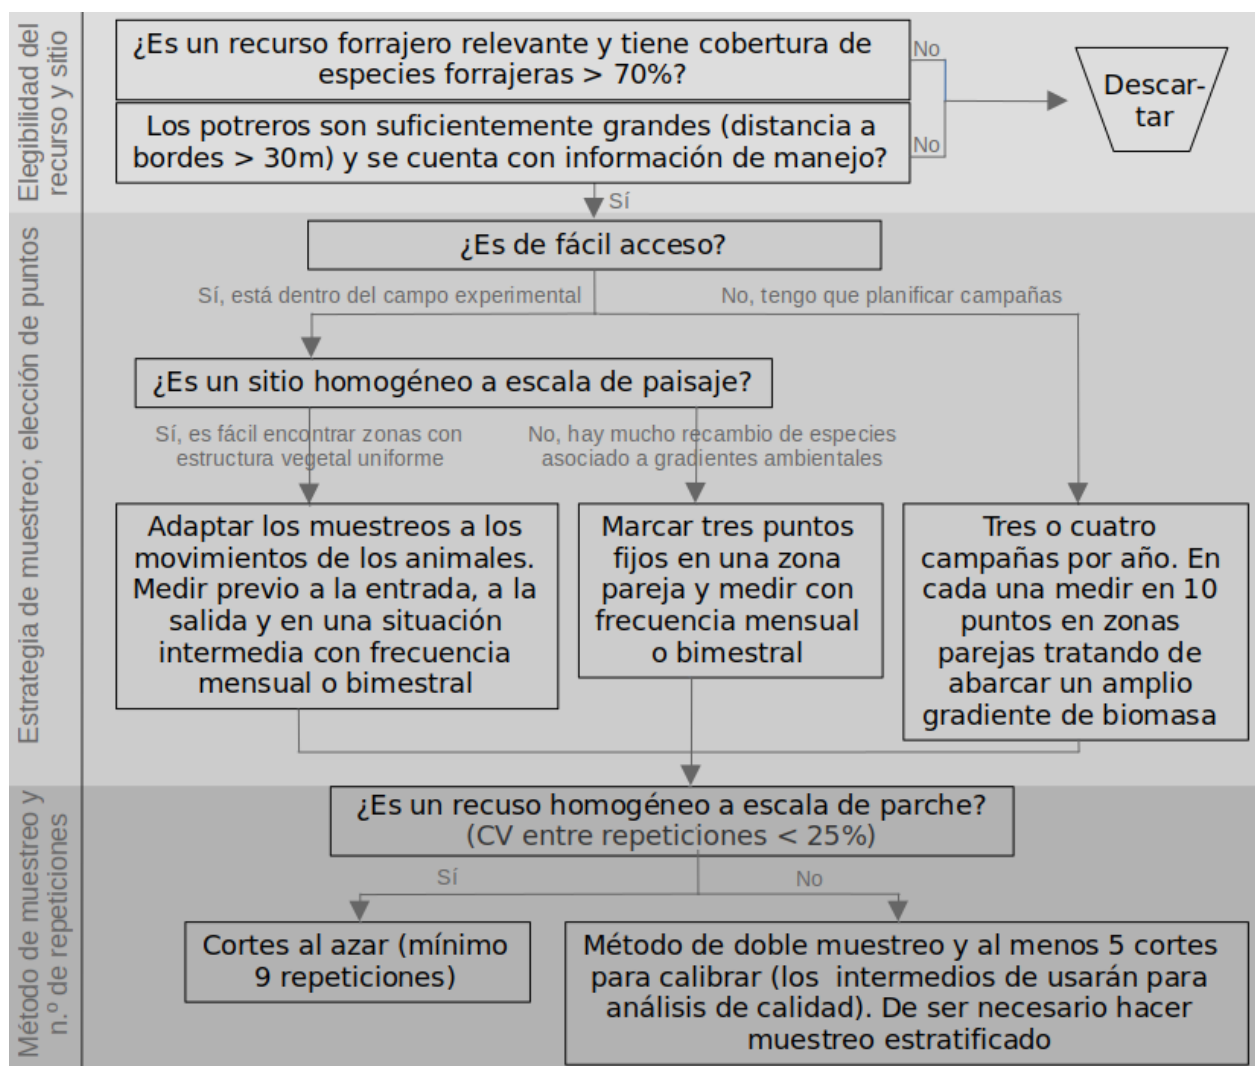 Elegibilidad del
recurso y sitio
¿Es un recurso forrajero relevante y tiene cobertura de
especies forrajeras > 70%?
No
Los potreros son suficientemente grandes (distancia a
bordes > 30m) y se cuenta con información de manejo?
No
Descar-
tar
Sí
Estrategia de muestreo; elección de puntos
¿Es de fácil acceso?
Sí, está dentro del campo experimental
No, tengo que planificar campañas
¿Es un sitio homogéneo a escala de paisaje?
Sí, es fácil encontrar zonas con
estructura vegetal uniforme
No, hay mucho recambio de especies
asociado a gradientes ambientales
Adaptar los muestreos a los
movimientos de los animales.
Medir previo a la entrada, a la
salida y en una situación
intermedia con frecuencia
mensual o bimestral
Marcar tres puntos
fijos en una zona
pareja y medir con
frecuencia mensual
o bimestral
Tres o cuatro
campañas por año. En
cada una medir en 10
puntos en zonas
parejas tratando de
abarcar un amplio
gradiente de biomasa
Método de muestreo y
n.º de repeticiones
¿Es un recuso homogéneo a escala de parche?
(CV entre repeticiones < 25%)
Sí
No
Cortes al azar (mínimo
9 repeticiones)
Método de doble muestreo y al menos 5 cortes
para calibrar (los intermedios de usarán para
análisis de calidad). De ser necesario hacer
muestreo estratificado